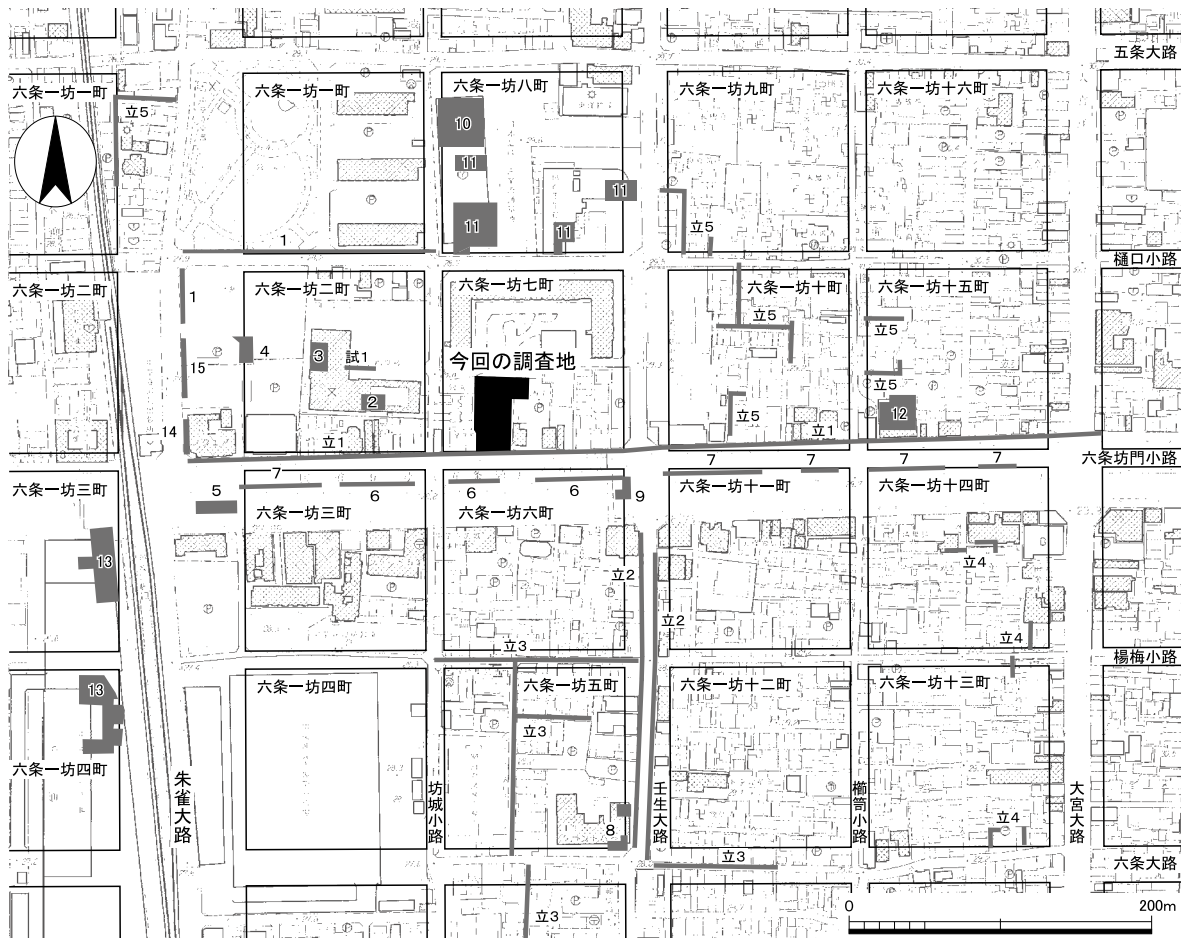 五条大路
六条一坊一町
六条一坊一町
六条一坊八町
六条一坊九町
六条一坊十六町
立5
10
11
11
11
11
立5
1
樋口小路
六条一坊二町
六条一坊二町
六条一坊七町
六条一坊十町
六条一坊十五町
1
立5
立5
4
3
試1
今回の調査地
15
立5
2
12
立5
14
立1
立1
六条坊門小路
7
7
7
7
7
六条一坊三町
6
6
6
9
六条一坊十一町
六条一坊十四町
5
六条一坊三町
六条一坊六町
13
立4
立2
立2
立4
立3
楊梅小路
13
六条一坊四町
六条一坊五町
六条一坊十二町
六条一坊十三町
立3
六条一坊四町
朱雀大路
坊城小路
壬生大路
櫛笥小路
大宮大路
8
立4
立3
六条大路
立3
0
200m